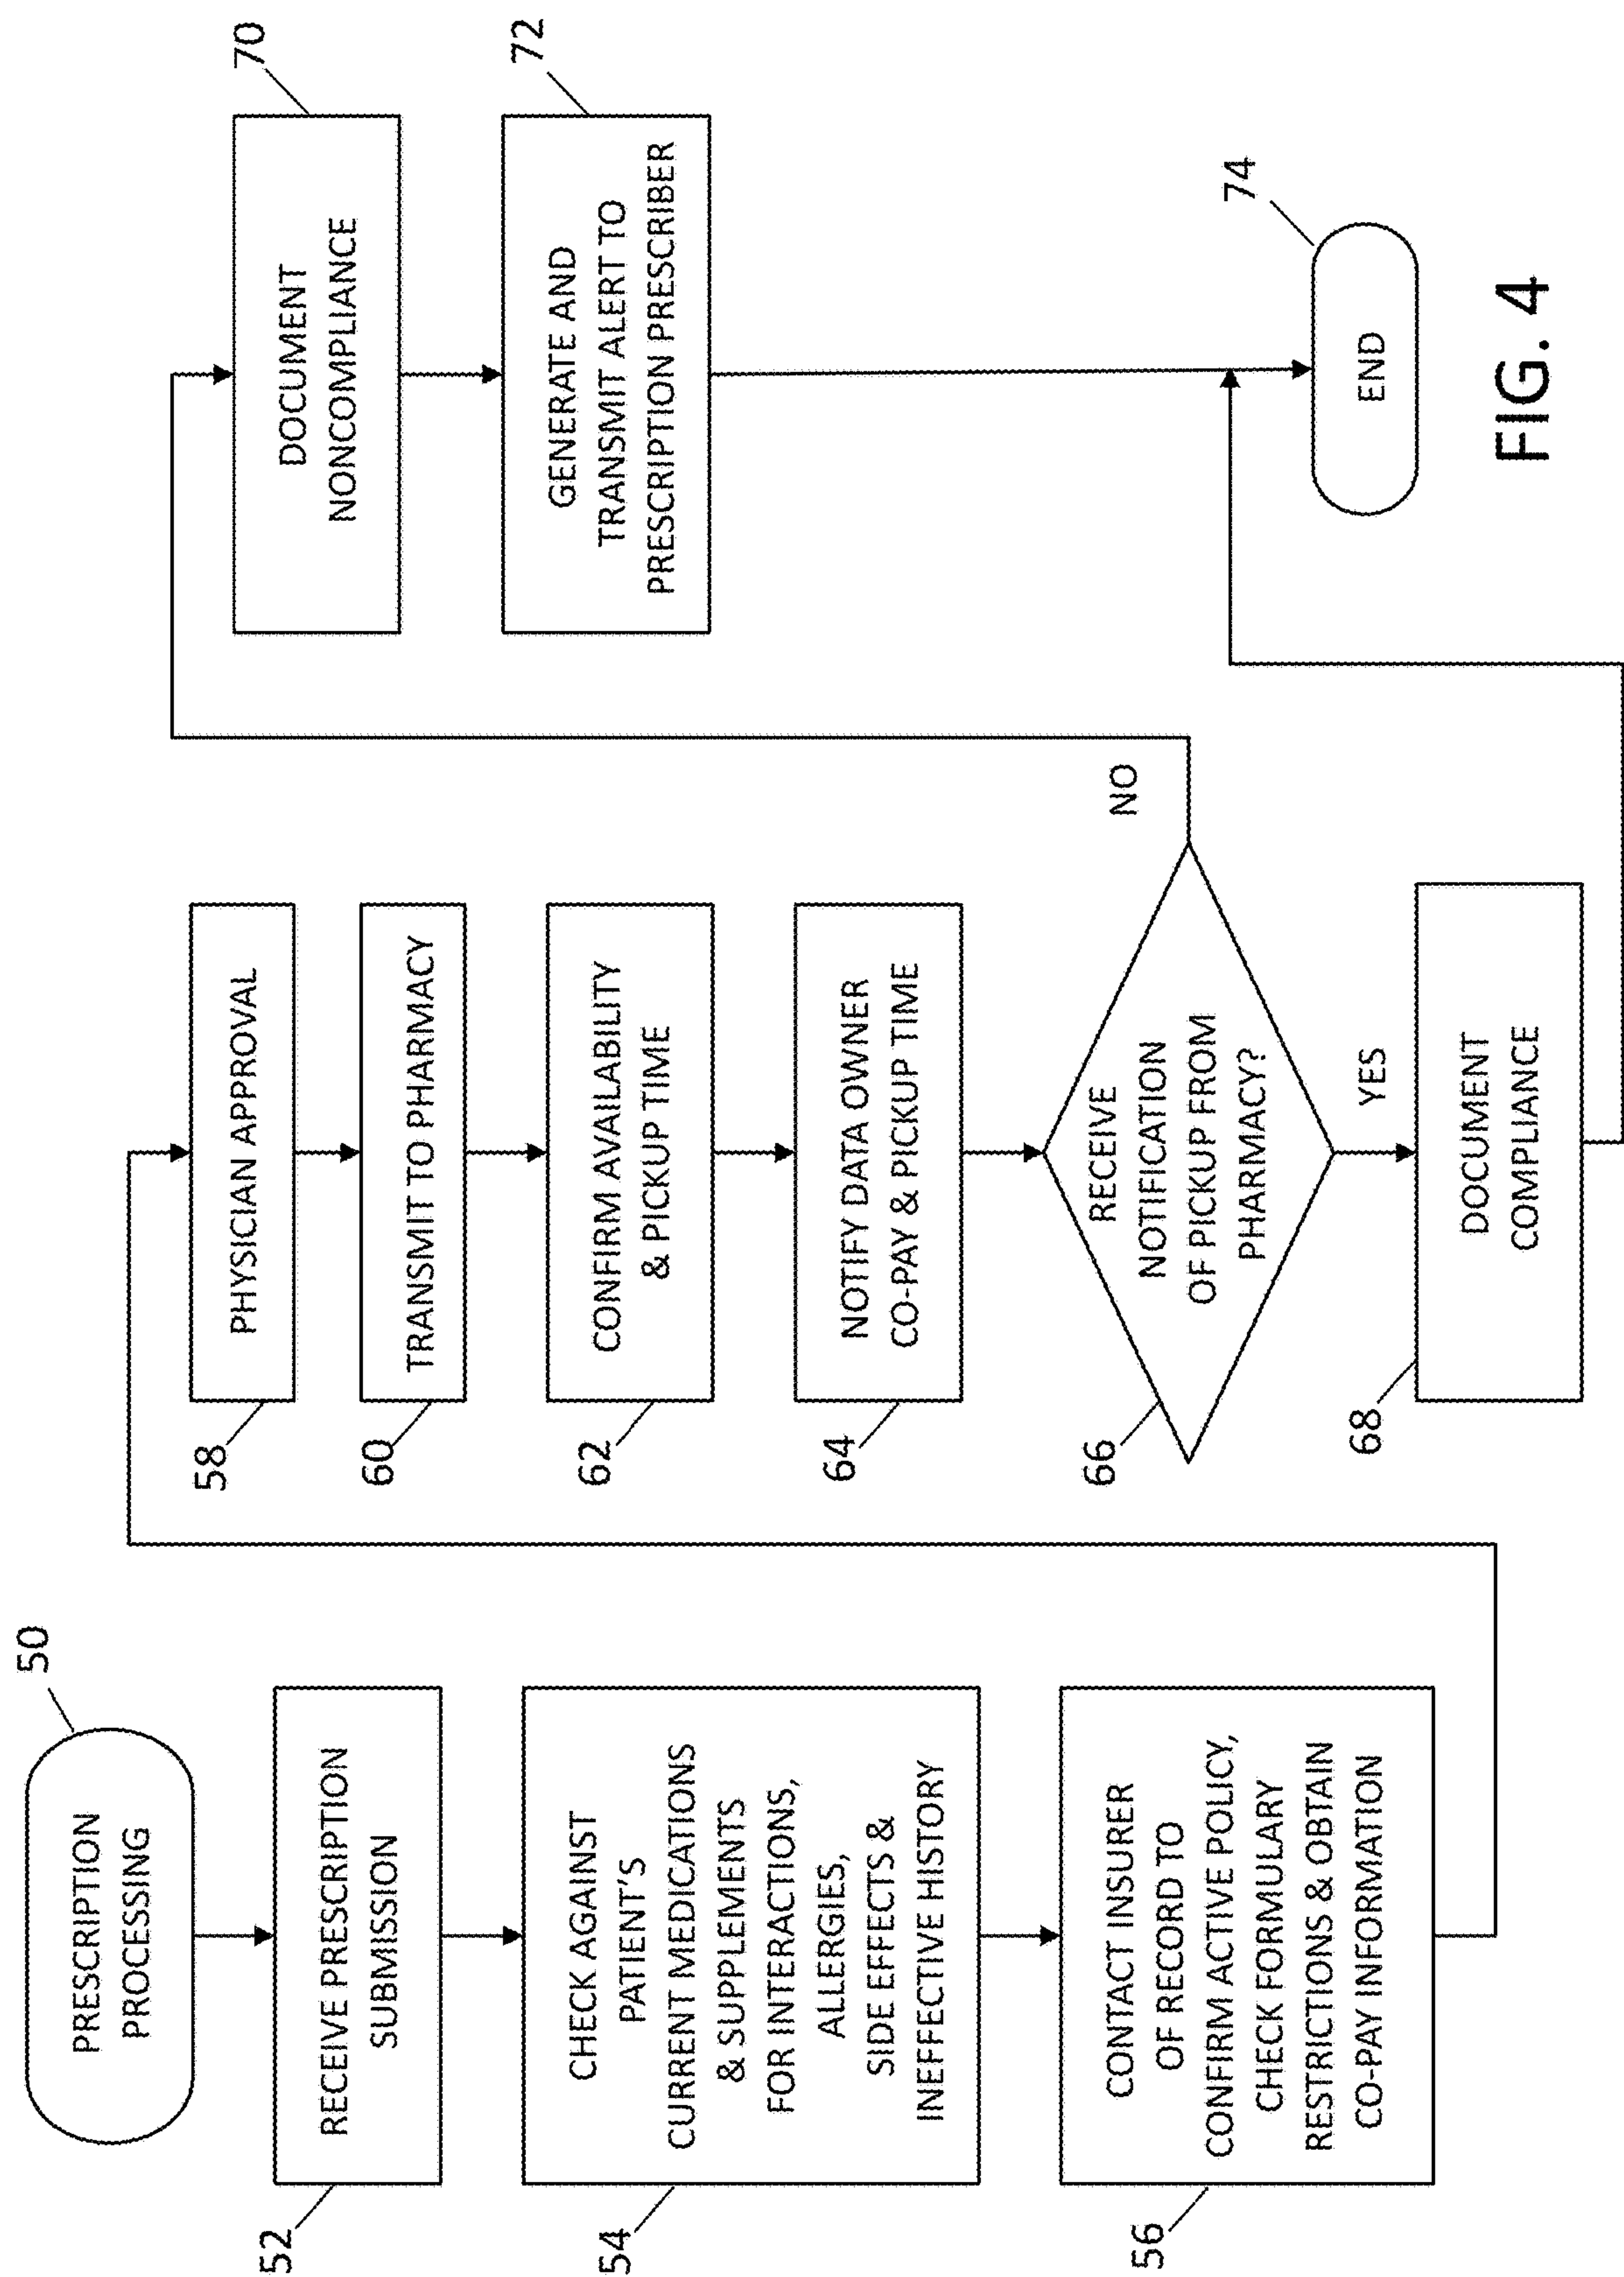 50
PRESCRIPTION
PROCESSING
52
RECEIVE PRESCRIPTION
SUBMISSION
54
CHECK AGAINST
PATIENT'S
CURRENT MEDICATIONS
& SUPPLEMENTS
FOR INTERACTIONS,
ALLERGIES,
SIDE EFFECTS &
INEFFECTIVE HISTORY
56
CONTACT INSURER
OF RECORD TO
CONFIRM ACTIVE POLICY,
CHECK FORMULARY
RESTRICTIONS & OBTAIN
CO-PAY INFORMATION
58
PHYSICIAN APPROVAL
60
TRANSMIT TO PHARMACY
62
CONFIRM AVAILABILITY
& PICKUP TIME
64
NOTIFY DATA OWNER
CO-PAY & PICKUP TIME
66
RECEIVE
NOTIFICATION
OF PICKUP FROM
PHARMACY?
NO
YES
68
DOCUMENT
COMPLIANCE
70
DOCUMENT
NONCOMPLIANCE
72
GENERATE AND
TRANSMIT ALERT TO
PRESCRIPTION PRESCRIBER
74
END
FIG. 4